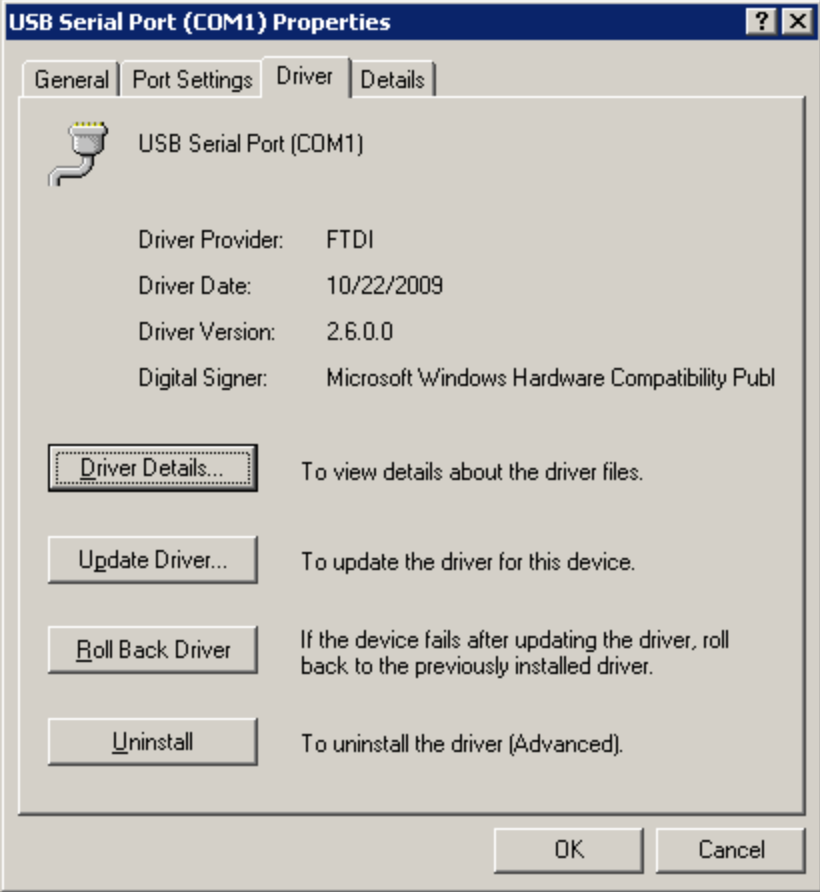 USB Serial Port (COM1) Properties
General Port Settings Driver Details
USB Serial Port (COM1)
Driver Provider: FTDI
Driver Date: 10/22/2009
Driver Version: 2.6.0.0
Digital Signer: Microsoft Windows Hardware Compatibility Publ
Driver Details... To view details about the driver files.
Update Driver... To update the driver for this device.
Roll Back Driver If the device fails after updating the driver, roll
back to the previously installed driver.
Uninstall To uninstall the driver (Advanced).
OK Cancel